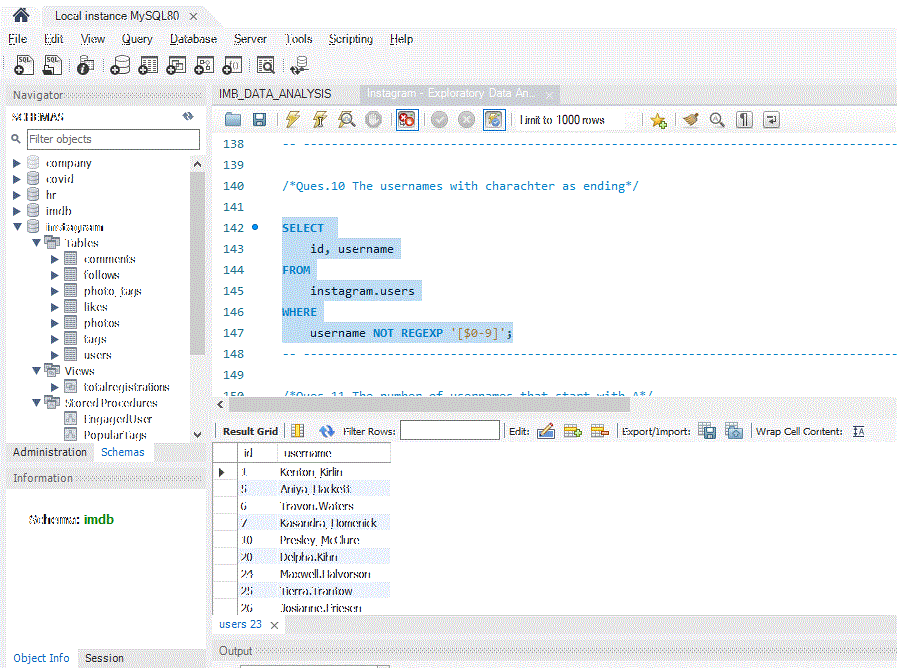 Local instance MySQL80 ×
File Edit View Query Database Server Tools Scripting Help
Navigator
SCHEMAS
Filter objects
company
covid
hr
imdb
instagram
Tables
comments
follows
photo_tags
likes
photos
tags
users
Views
totalregistrations
Stored Procedures
EngagedUser
PopularTags
Administration Schemas
Information
Schema: imdb
Object Info Session
IMB_DATA_ANALYSIS Instagram - Exploratory Data An... ×
Limit to 1000 rows
138 -- ----------------------------------------------------------------------------------
139
140 /*Ques.10 The usernames with charachter as ending*/
141
142 SELECT
143 id, username
144 FROM
145 instagram.users
146 WHERE
147 username NOT REGEXP '[$0-9]';
148 -- ----------------------------------------------------------------------------------
149
150 /*Ques.11 The number of usernames that start with A*/
Result Grid Filter Rows: Edit: Export/Import: Wrap Cell Content:
id username
1 Kenton_Kirlin
5 Aniya_Hackett
6 Travon.Waters
7 Kasandra_Homenick
10 Presley_McClure
20 Delpha.Kihn
24 Maxwell.Halvorson
25 Tierra.Trantow
26 Josianne.Friesen
users 23 ×
Output